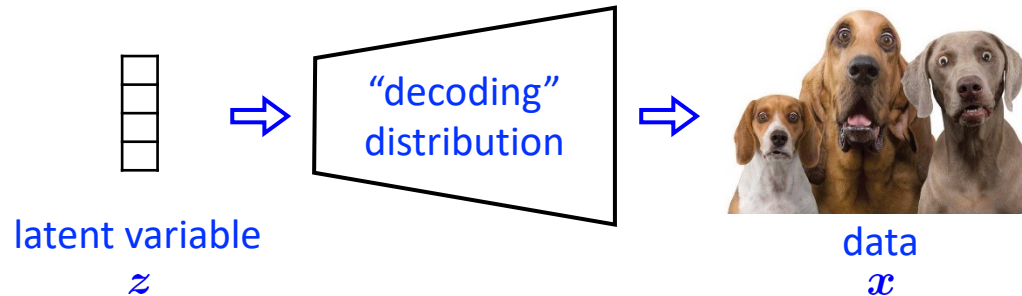 “decoding”
distribution
latent variable
z
data
x